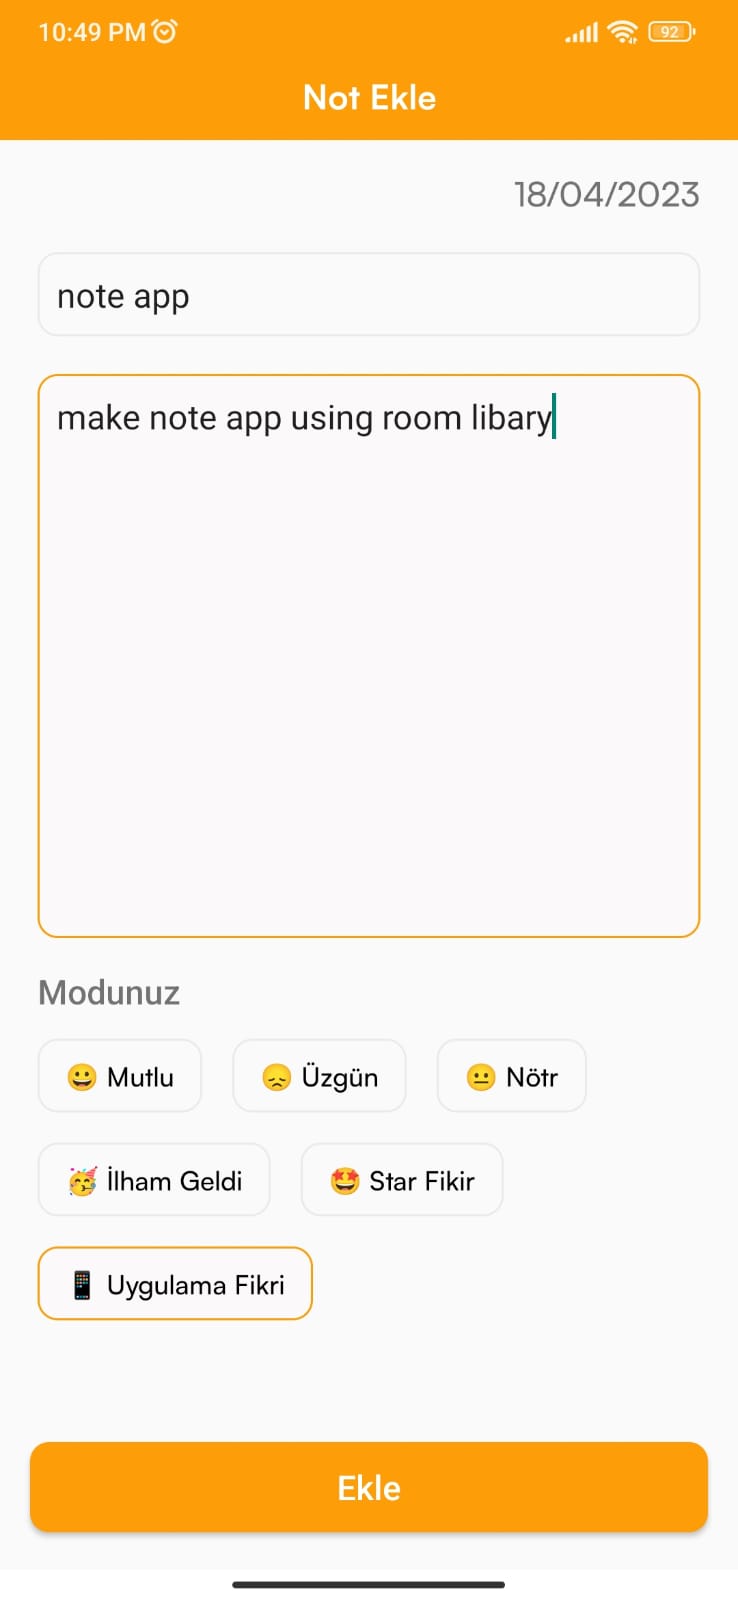 10:49 PM
92
Not Ekle
18/04/2023
note app
make note app using room libary
Modunuz
😀 Mutlu
😞 Üzgün
😐 Nötr
🥳 İlham Geldi
🤩 Star Fikir
📱 Uygulama Fikri
Ekle